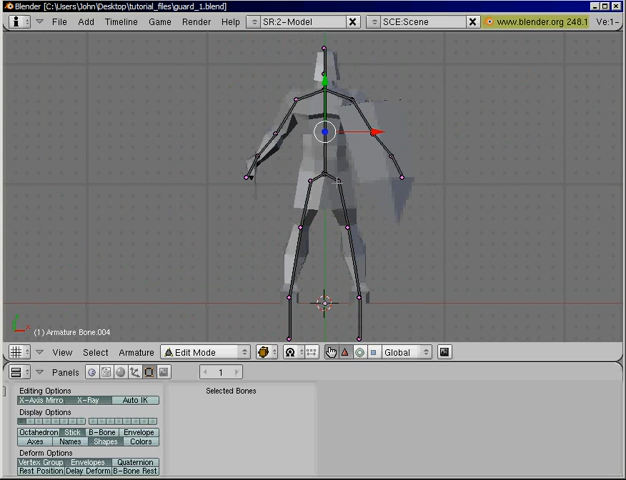 Blender [C:\Users\John\Desktop\tutorial_files\guard_1.blend]
File Add Timeline Game Render Help SR:2-Model SCE:Scene www.blender.org 248.1 Ve:1-
(1) Armature Bone.004
View Select Armature Edit Mode Global
Panels 1
Editing Options Selected Bones
X-Axis Mirro X-Ray Auto IK
Display Options
Octahedron Stick B-Bone Envelope
Axes Names Shapes Colors
Deform Options
Vertex Group Envelopes Quaternion
Rest Position Delay Deform B-Bone Rest